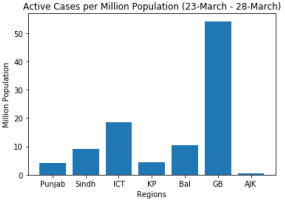 Active Cases per Million Population (23-March - 28-March)
50
40
30
20
10
0
Million Population
Punjab Sindh ICT KP Bal GB AJK
Regions